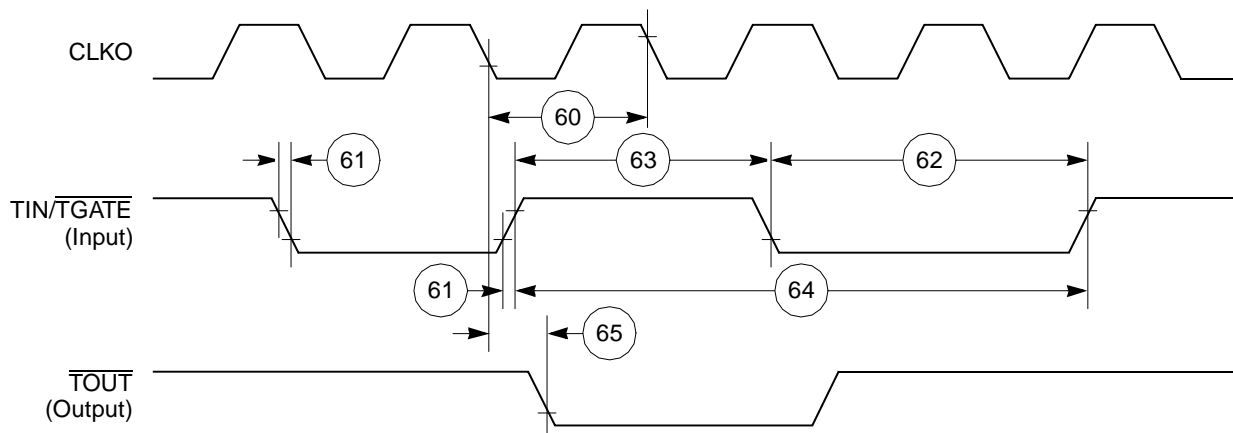 CLKO
60
61
63
62
TIN/TGATE
(Input)
61
64
65
TOUT
(Output)